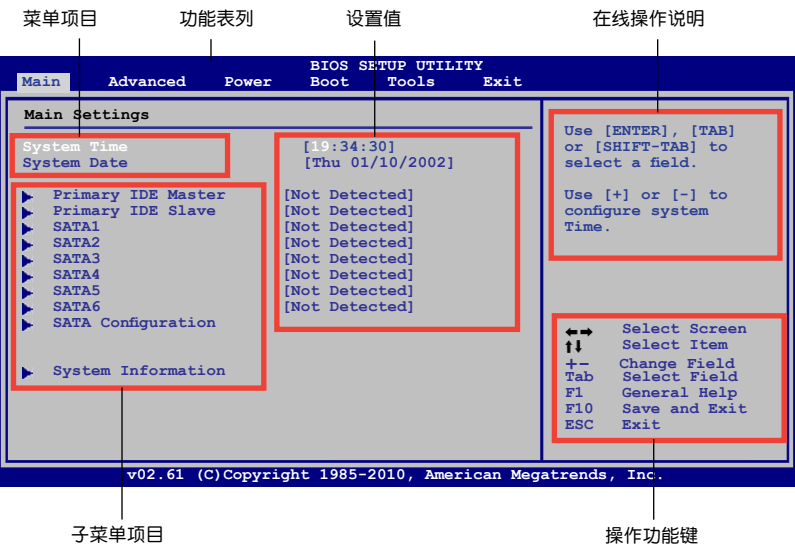 菜单项目 功能表列 设置值 在线操作说明
BIOS SETUP UTILITY
Main Advanced Power Boot Tools Exit
Main Settings
System Time [19:34:30]
System Date [Thu 01/10/2002]
Primary IDE Master [Not Detected]
Primary IDE Slave [Not Detected]
SATA1 [Not Detected]
SATA2 [Not Detected]
SATA3 [Not Detected]
SATA4 [Not Detected]
SATA5 [Not Detected]
SATA6 [Not Detected]
SATA Configuration
System Information
Use [ENTER], [TAB]
or [SHIFT-TAB] to
select a field.
Use [+] or [-] to
configure system
Time.
←→ Select Screen
↑↓ Select Item
+- Change Field
Tab Select Field
F1 General Help
F10 Save and Exit
ESC Exit
v02.61 (C)Copyright 1985-2010, American Megatrends, Inc.
子菜单项目 操作功能键